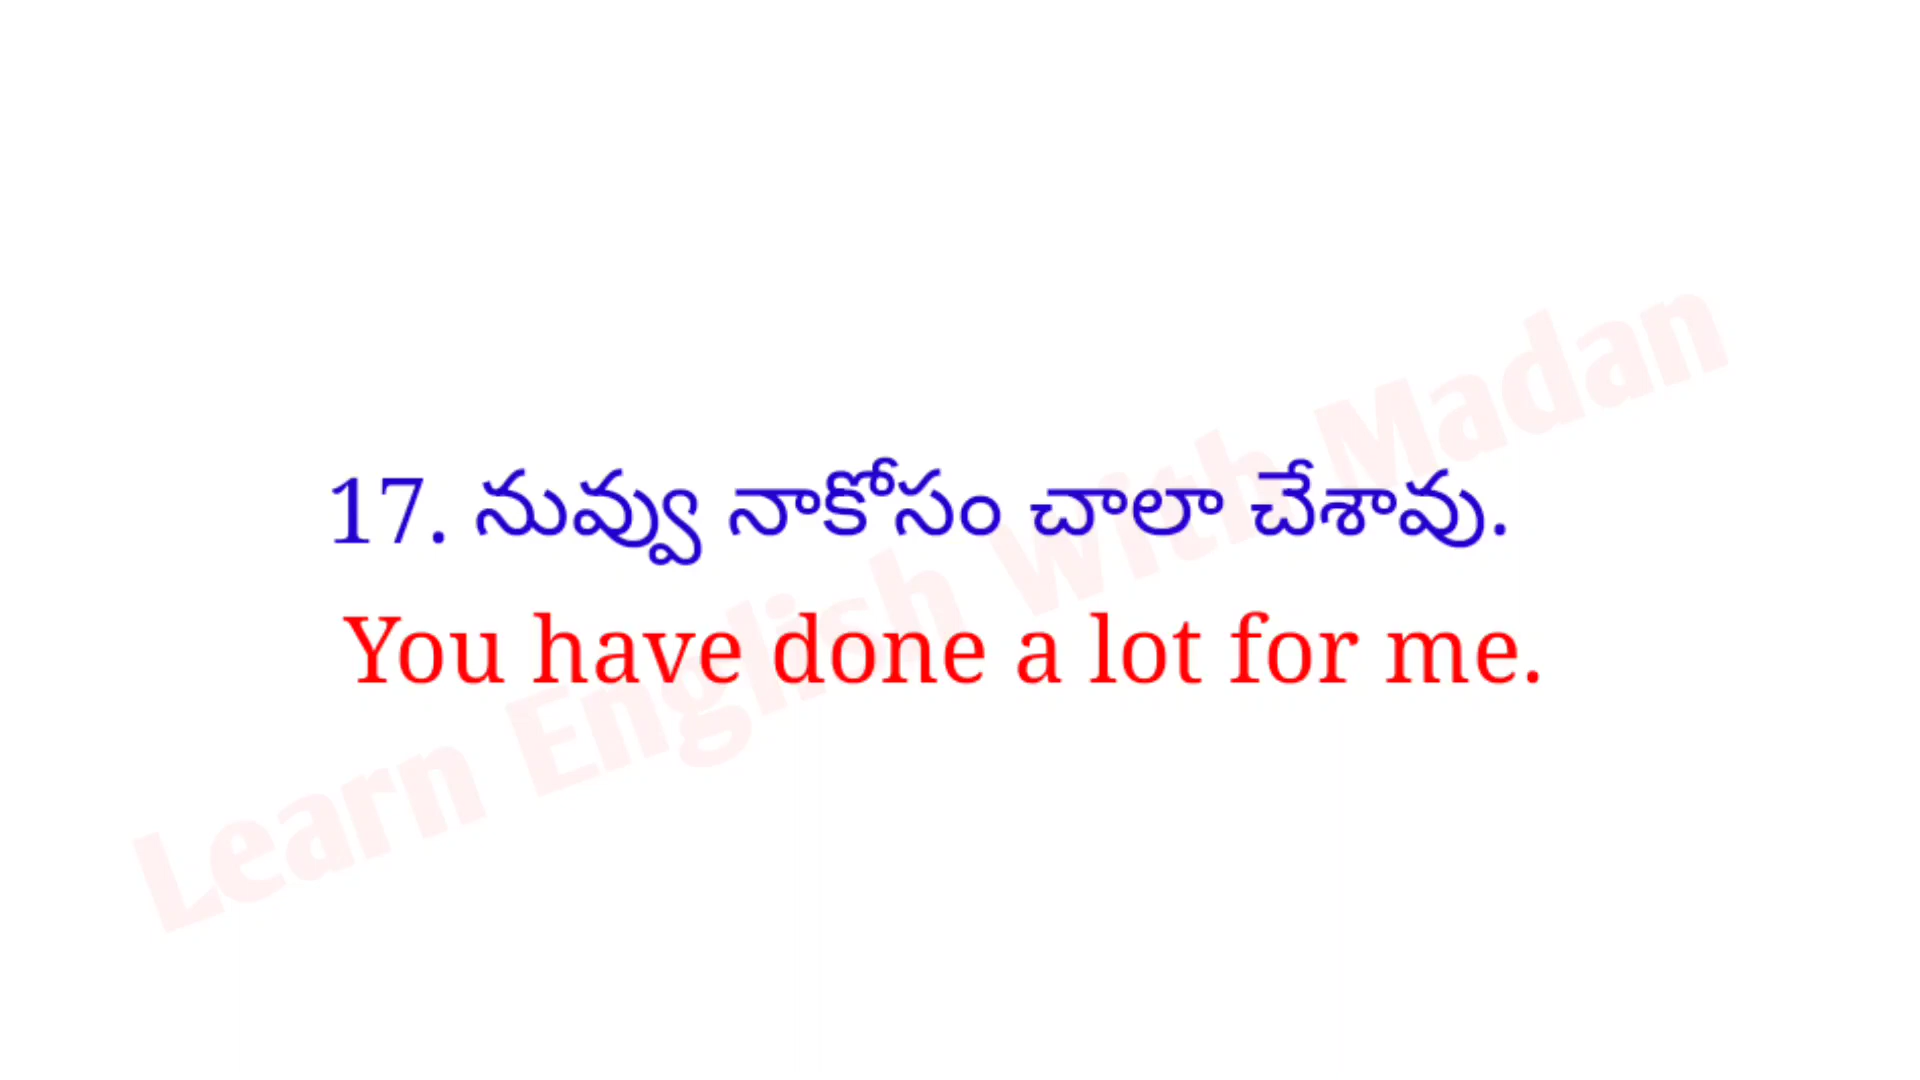 17. నువ్వు నాకోసం చాలా చేశావు.
You have done a lot for me.
Learn English With Madan